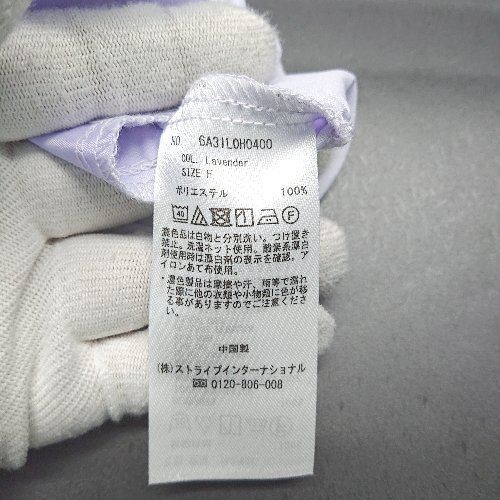 NO. 6A31L0H0400
COL. Lavender
SIZE F
ポリエステル 100%
40
濃色品は白物と分別洗い。つけ置き
禁止。洗濯ネット使用。酸素系漂白
剤使用時は漂白剤の表示を確認。ア
イロンあて布使用。
*濃色製品は摩擦や汗、雨等で濡れ
た際に他の衣類や小物類に色が移
る事がありますのでご注意くださ
い。
中国製
(株)ストライプインターナショナル
0120-806-008